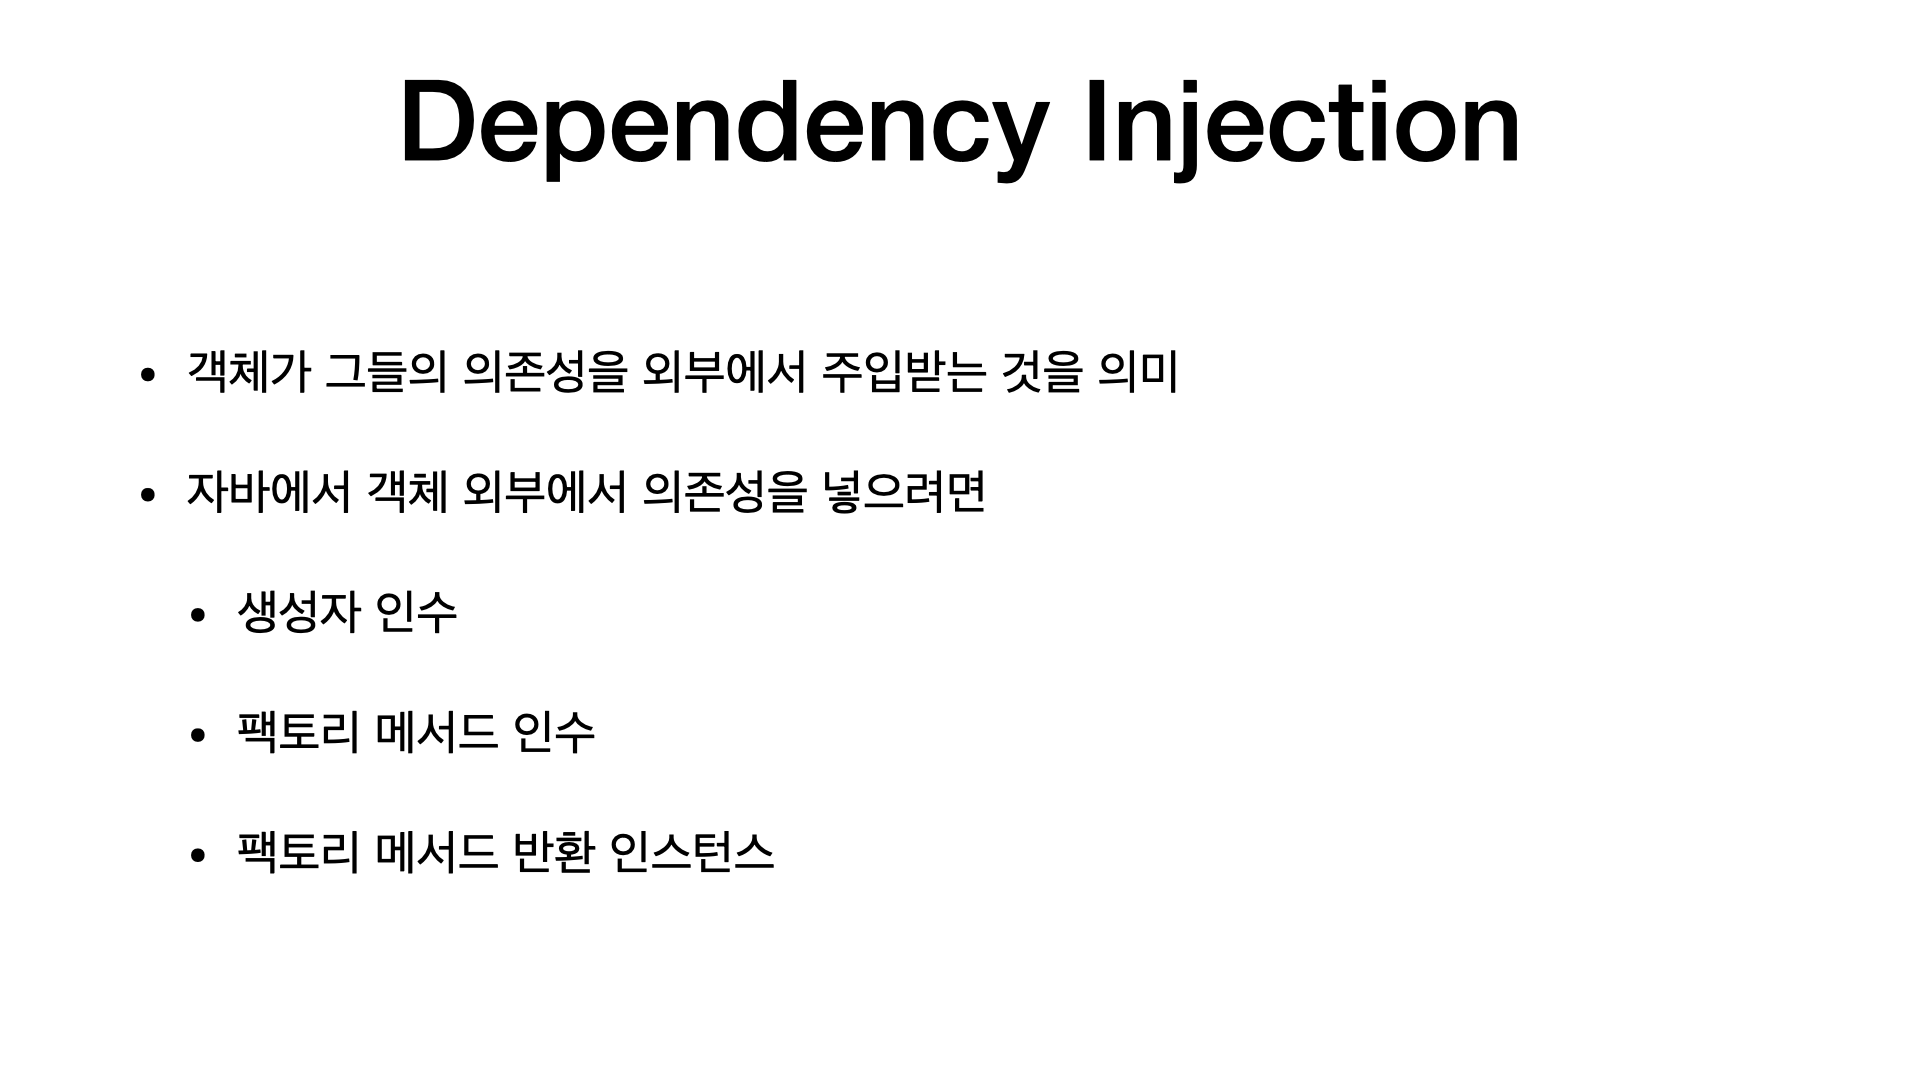 Dependency Injection
• 객체가 그들의 의존성을 외부에서 주입받는 것을 의미
• 자바에서 객체 외부에서 의존성을 넣으려면
• 생성자 인수
• 팩토리 메서드 인수
• 팩토리 메서드 반환 인스턴스